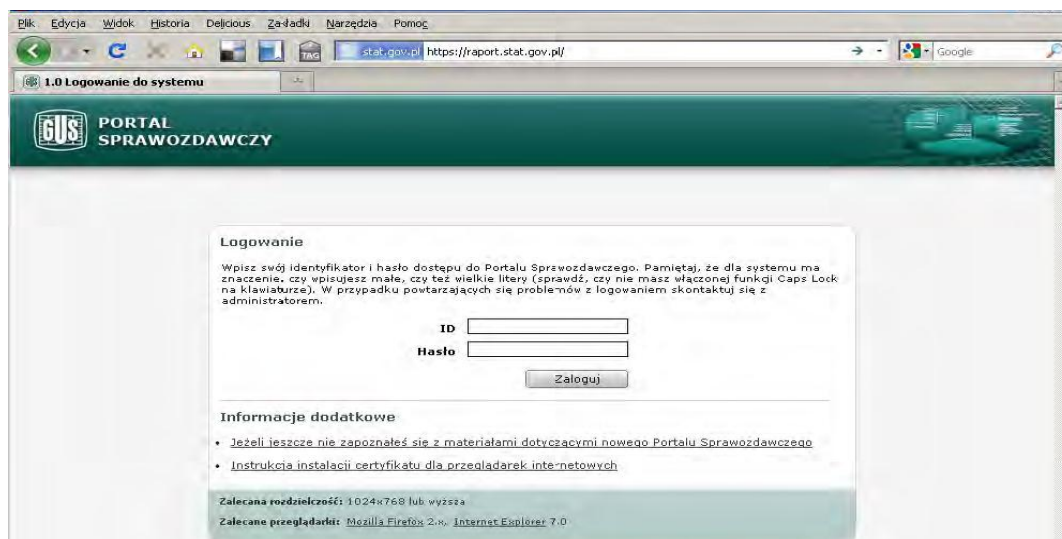 Plik Edycja Widok Historia Delicious Zakładki Narzędzia Pomoc
TAG stat.gov.pl https://raport.stat.gov.pl/ Google
1.0 Logowanie do systemu
GUS PORTAL
SPRAWOZDAWCZY
Logowanie
Wpisz swój identyfikator i hasło dostępu do Portalu Sprawozdawczego. Pamiętaj, że dla systemu ma
znaczenie, czy wpisujesz małe, czy też wielkie litery (sprawdź, czy nie masz włączonej funkcji Caps Lock
na klawiaturze). W przypadku powtarzających się problemów z logowaniem skontaktuj się z
administratorem.
ID
Hasło
Zaloguj
Informacje dodatkowe
• Jeżeli jeszcze nie zapoznałeś się z materiałami dotyczącymi nowego Portalu Sprawozdawczego
• Instrukcja instalacji certyfikatu dla przeglądarek internetowych
Zalecana rozdzielczość: 1024x768 lub wyższa
Zalecane przeglądarki: Mozilla Firefox 2.x, Internet Explorer 7.0